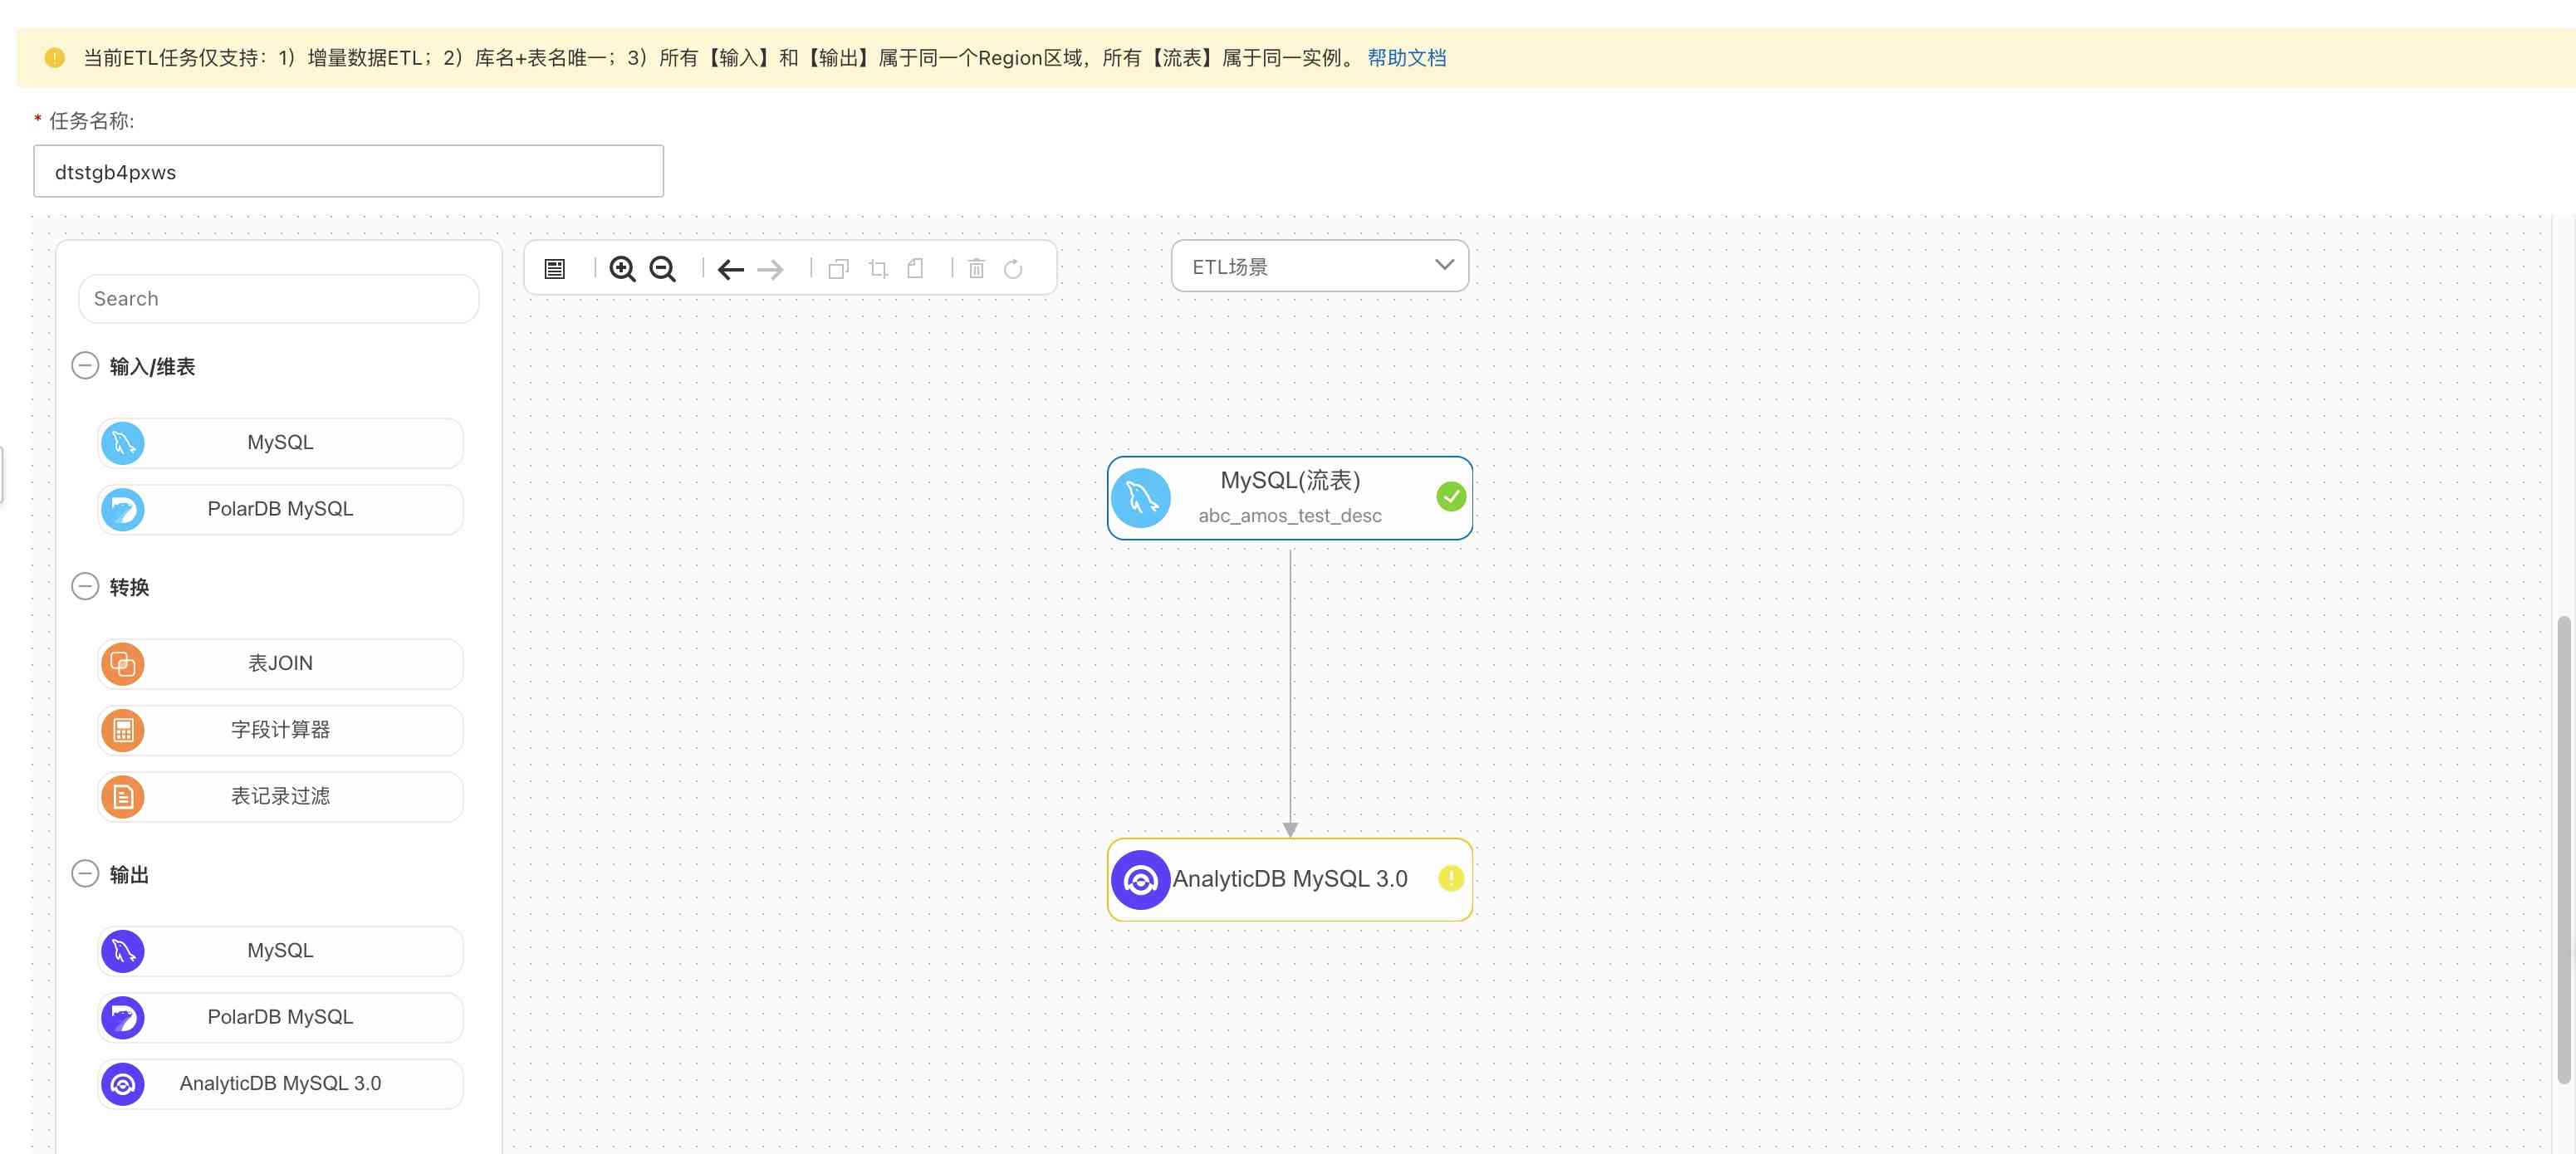 当前ETL任务仅支持：1）增量数据ETL；2）库名+表名唯一；3）所有【输入】和【输出】属于同一个Region区域，所有【流表】属于同一实例。 帮助文档
* 任务名称:
dtstgb4pxws
ETL场景
Search
输入/维表
MySQL
PolarDB MySQL
转换
表JOIN
字段计算器
表记录过滤
输出
MySQL
PolarDB MySQL
AnalyticDB MySQL 3.0
MySQL(流表)
abc_amos_test_desc
AnalyticDB MySQL 3.0